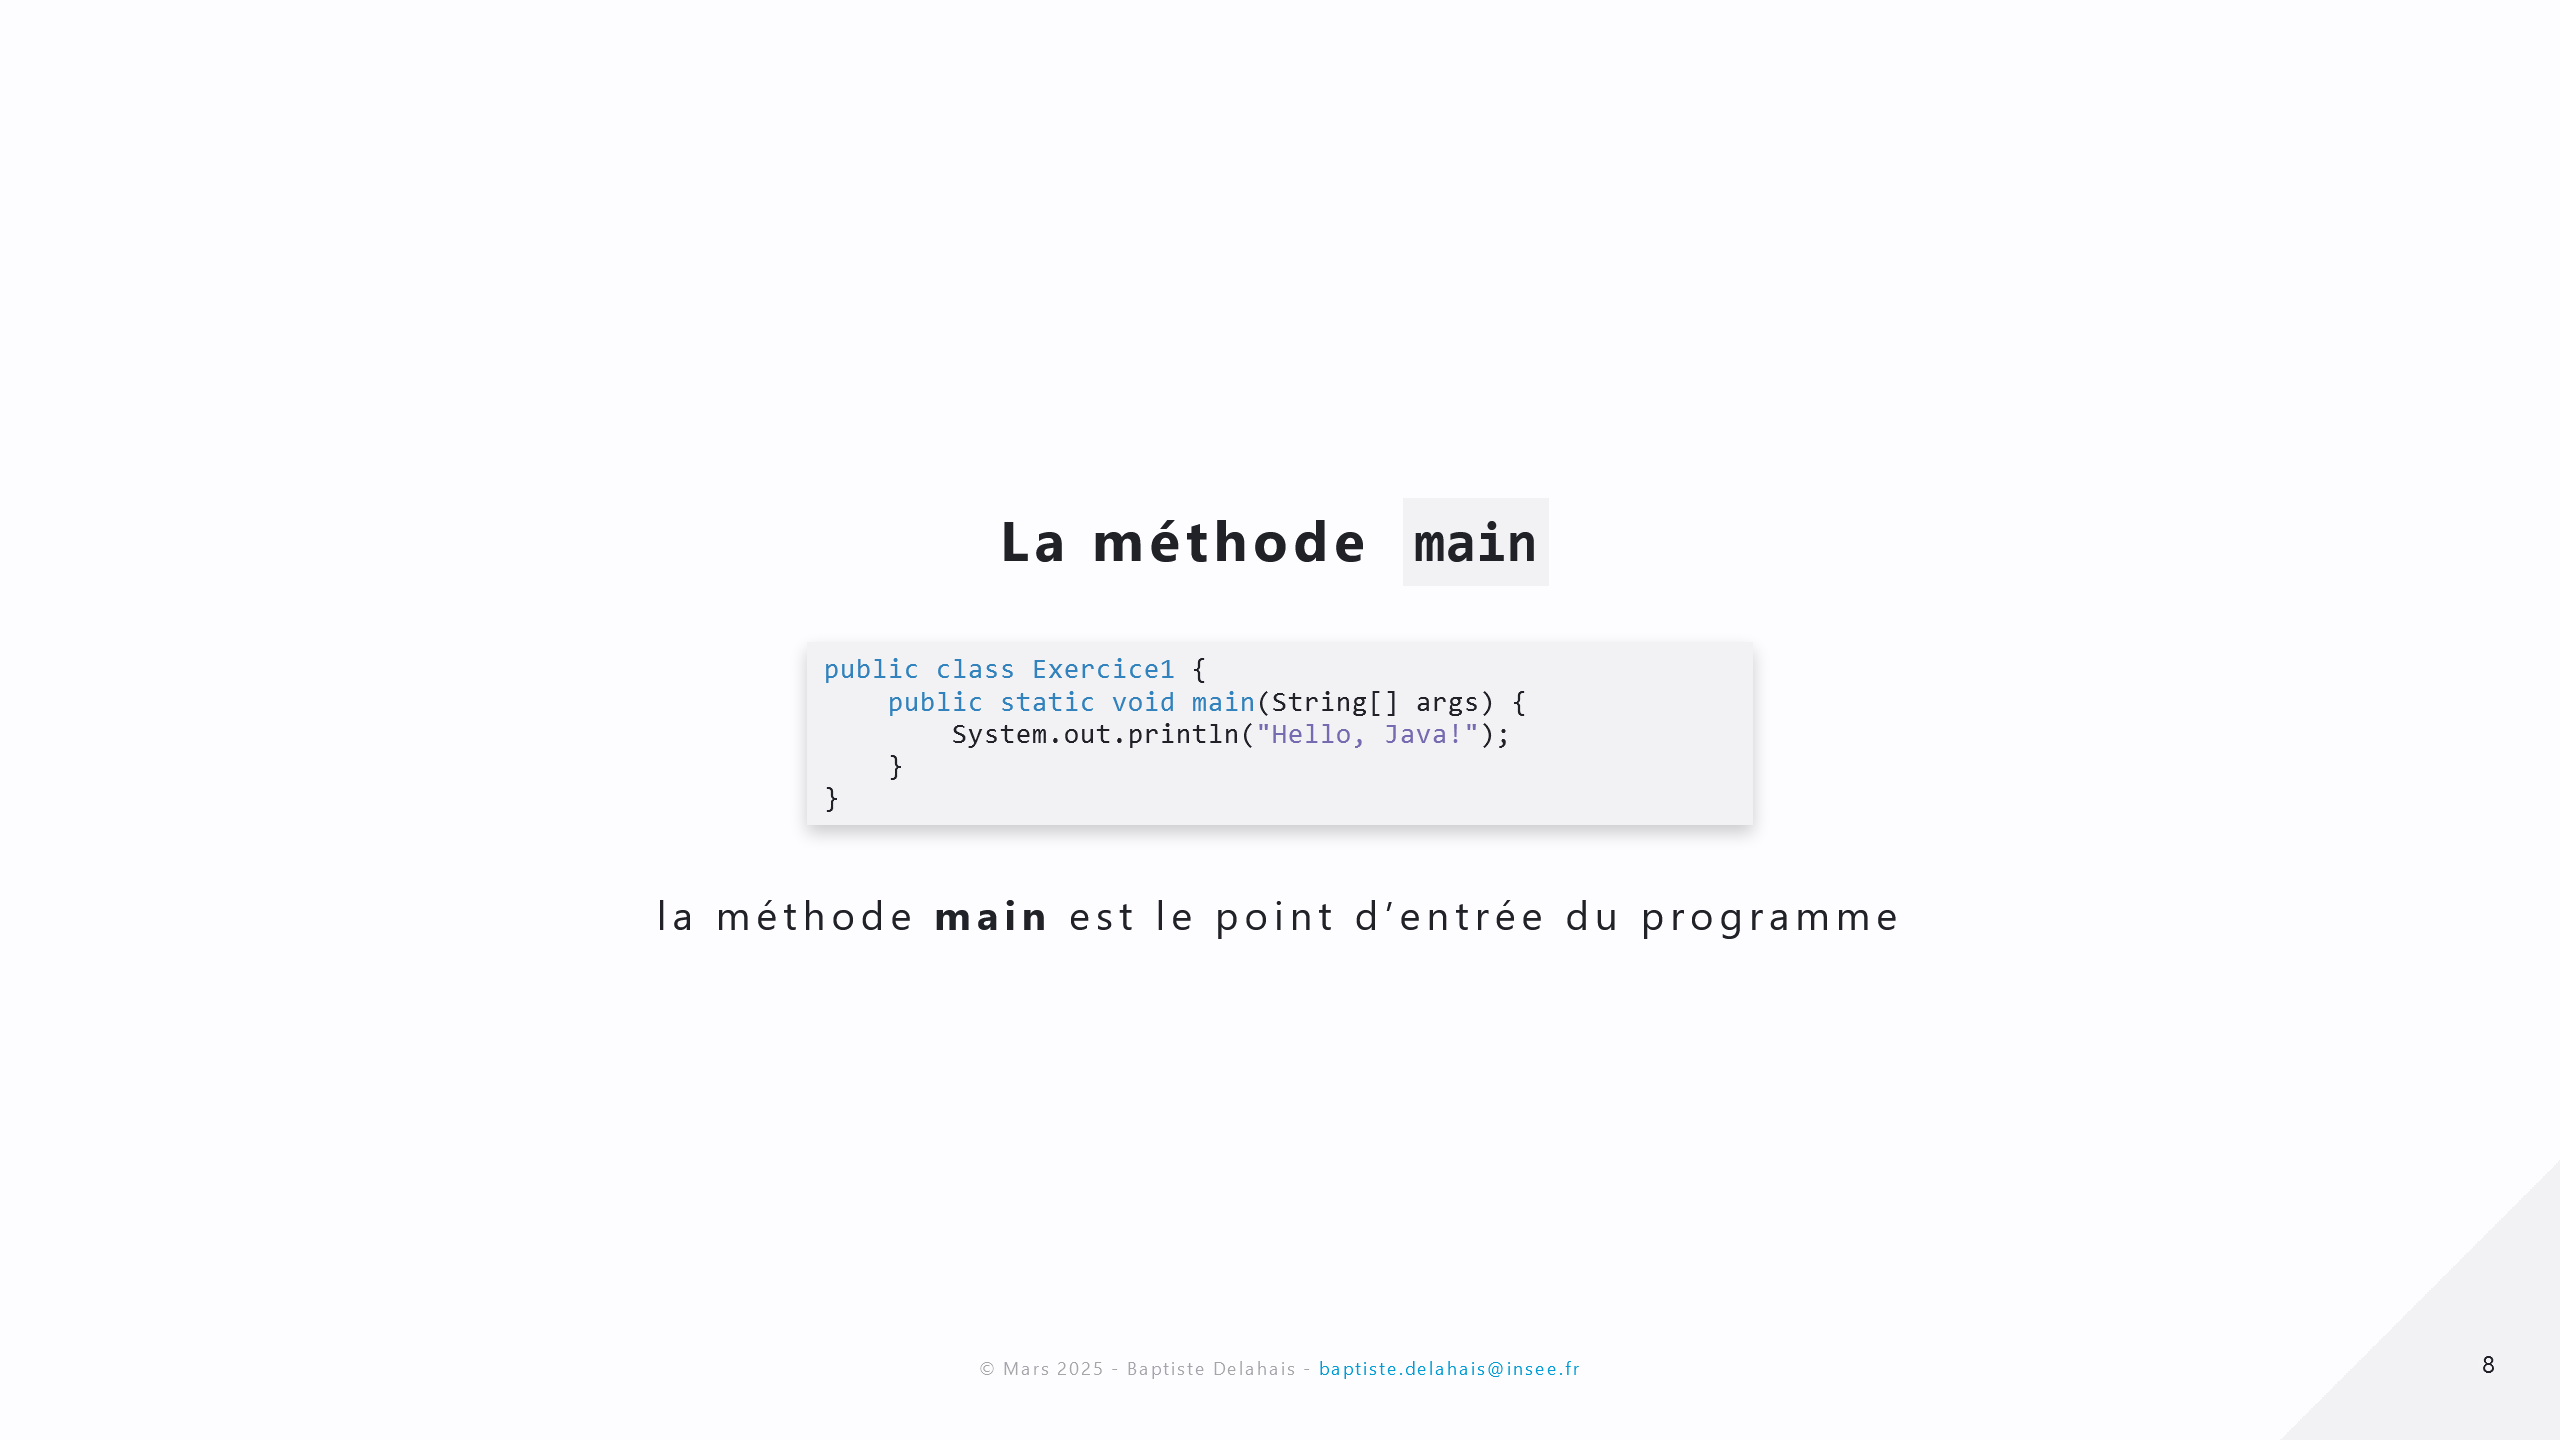 La méthode main
public class Exercice1 {
    public static void main(String[] args) {
        System.out.println("Hello, Java!");
    }
}
la méthode main est le point d’entrée du programme
© Mars 2025 - Baptiste Delahais - baptiste.delahais@insee.fr
8